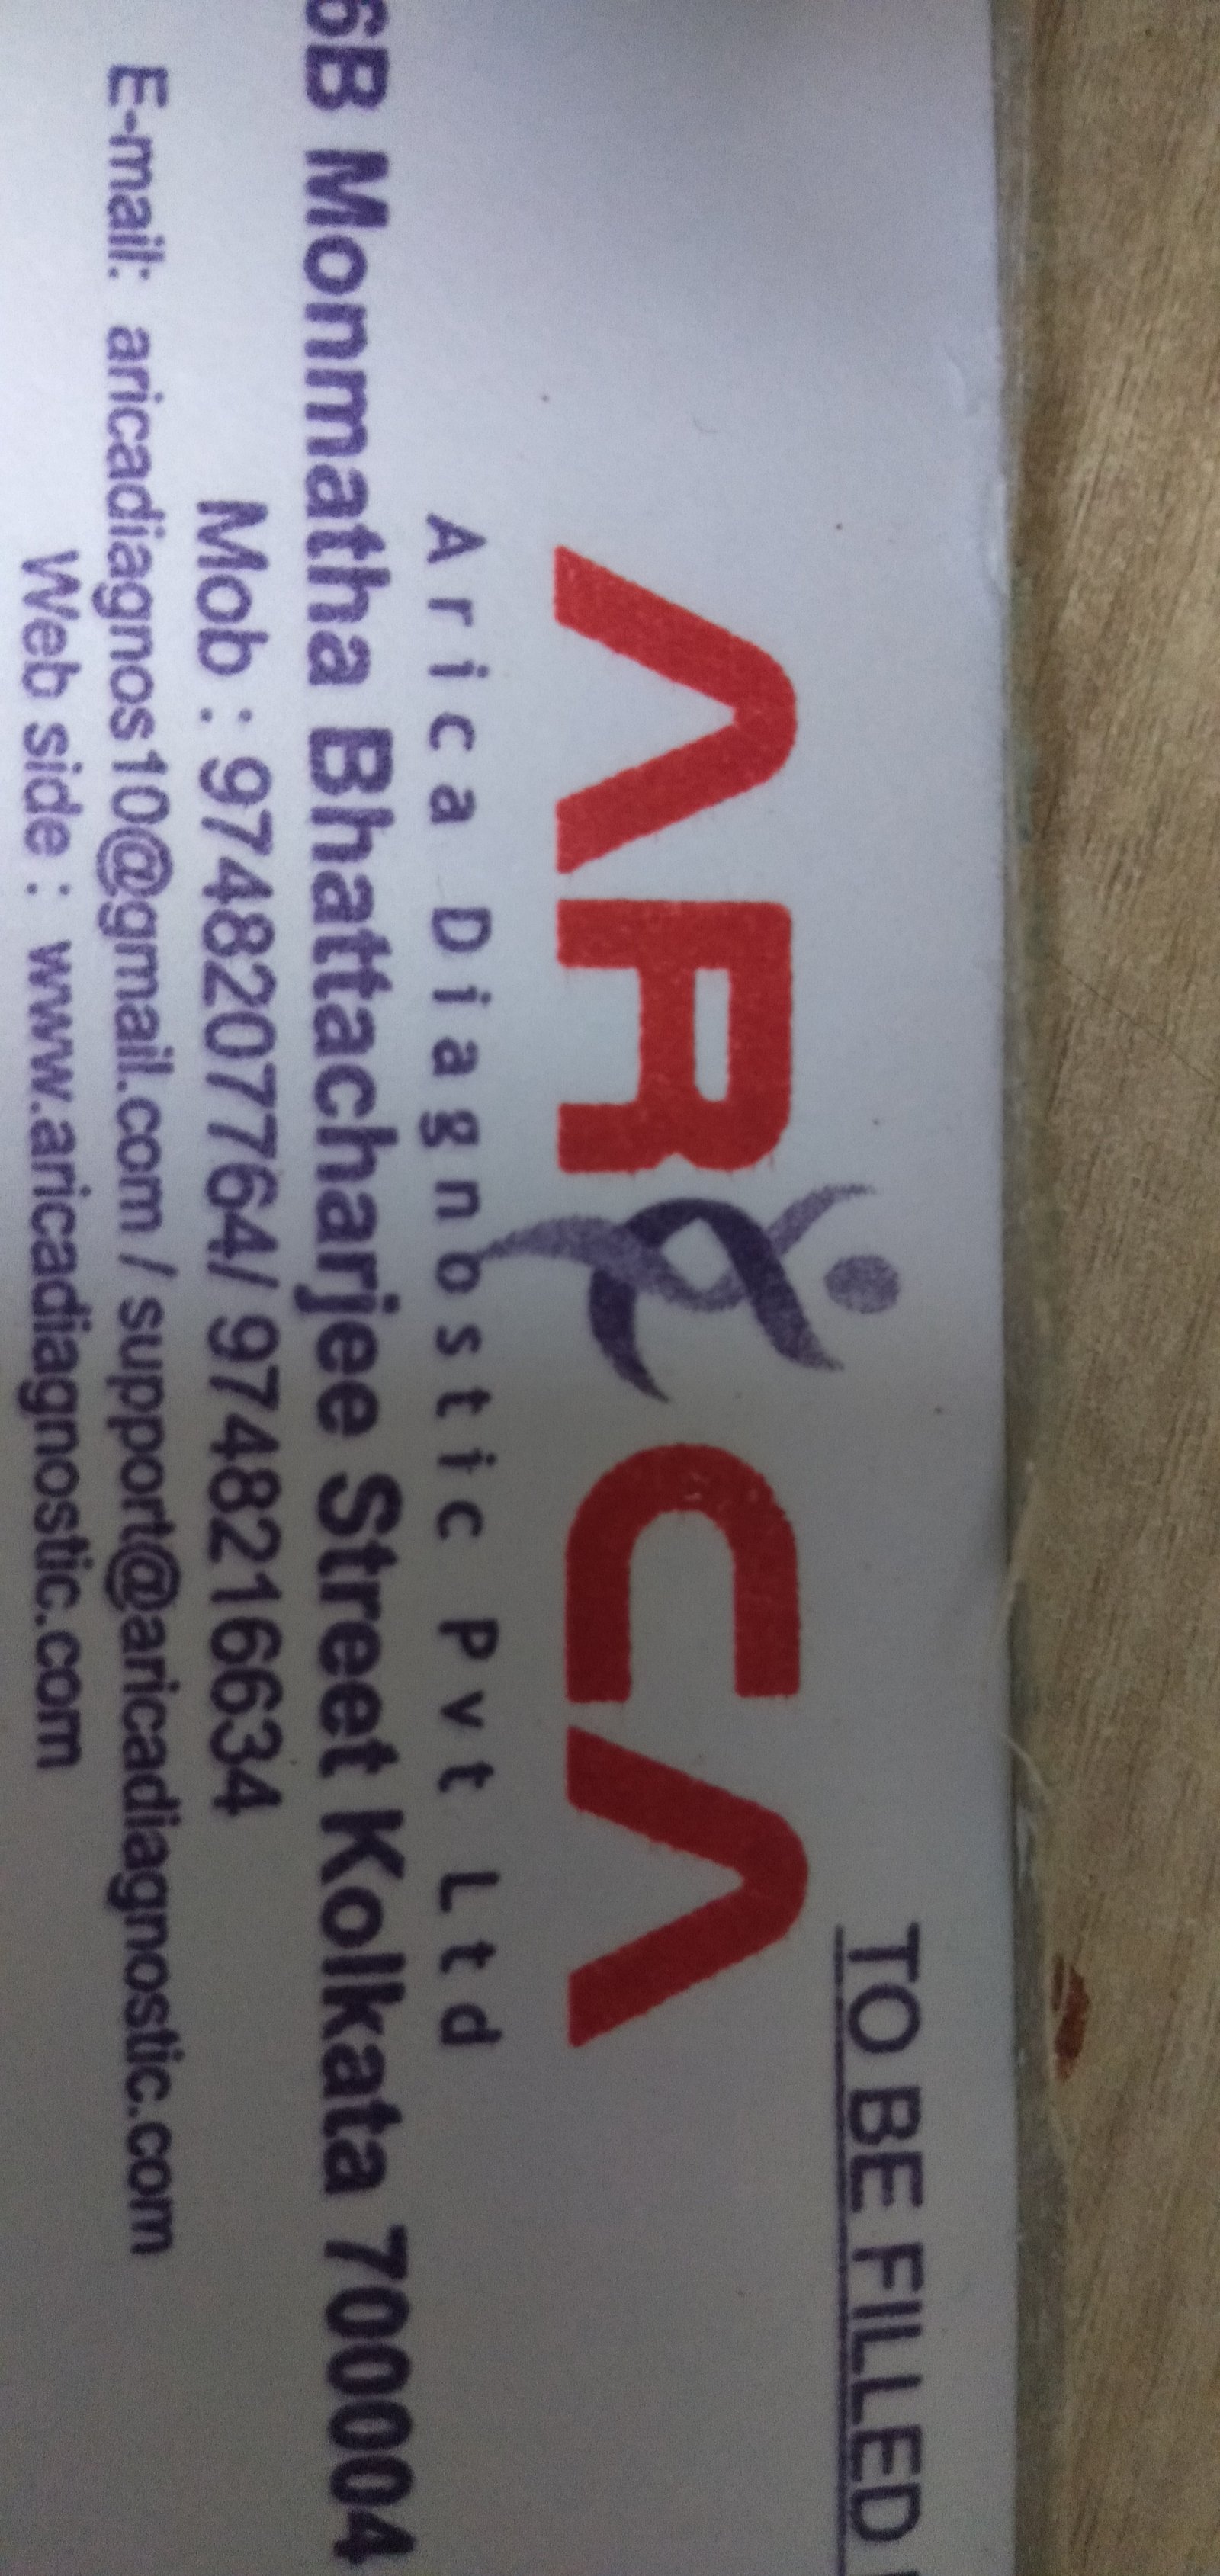 TO BE FILLED
ARICA
Arica Diagnostic Pvt Ltd
6B Monmatha Bhattacharjee Street Kolkata 700004
Mob : 9748207764/ 9748216634
E-mail: aricadiagnos10@gmail.com / support@aricadiagnostic.com
Web side : www.aricadiagnostic.com